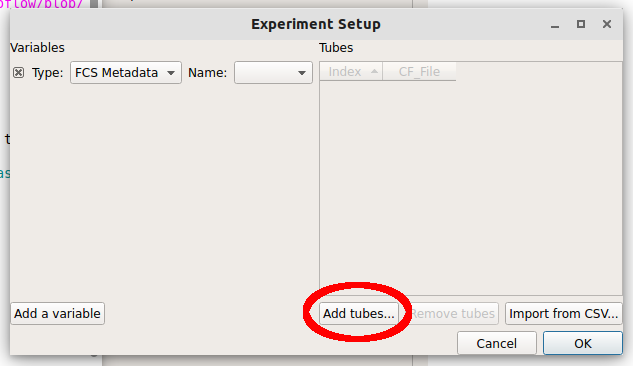 oflow/blob/
Experiment Setup
Variables
Tubes
Type:
FCS Metadata
Name:
Index
CF_File
t
as
Add a variable
Add tubes...
Remove tubes
Import from CSV...
Cancel
OK